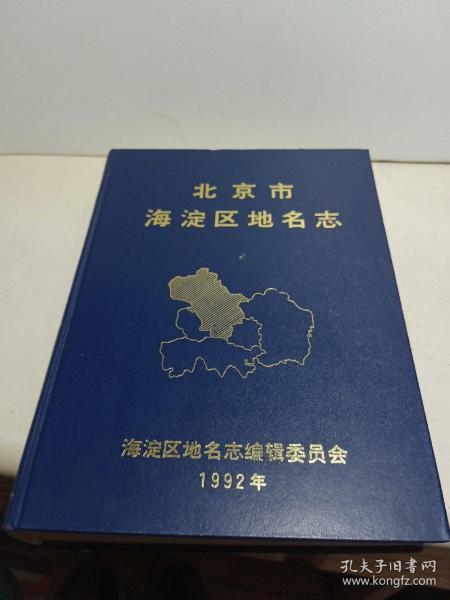 北京市
海淀区地名志
海淀区地名志编辑委员会
1992年
孔夫子旧书网
www.kongfz.com